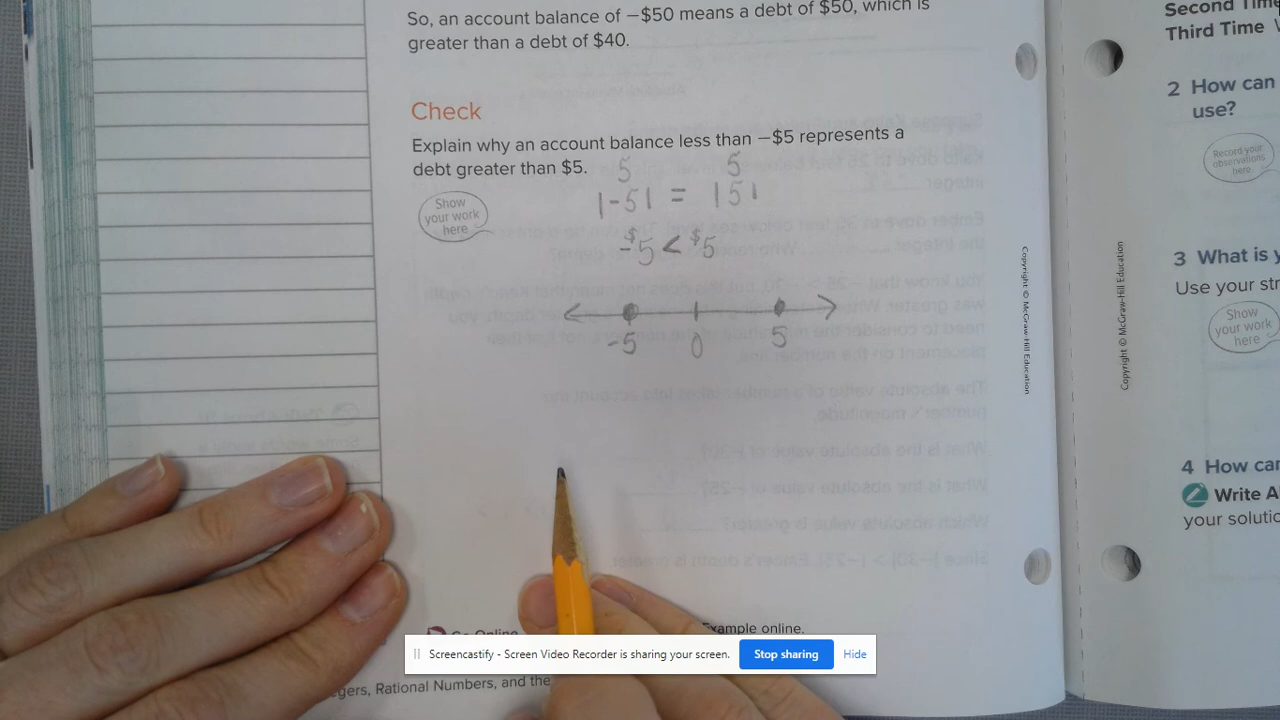 So, an account balance of −$50 means a debt of $50, which is
greater than a debt of $40.
Check
Explain why an account balance less than −$5 represents a
debt greater than $5.
Show
your work
here
5 5
|-5| = |5|
-$5 < $5
-5 0 5
Go Online
Example online.
Screencastify - Screen Video Recorder is sharing your screen.
Stop sharing
Hide
Rational Numbers, and the
Copyright © McGraw-Hill Education
Copyright © McGraw-Hill Education
Second Time
Third Time
2 How can
use?
Record your
observations
here
3 What is
Use your
Show
your work
here
4 How can
Write
your